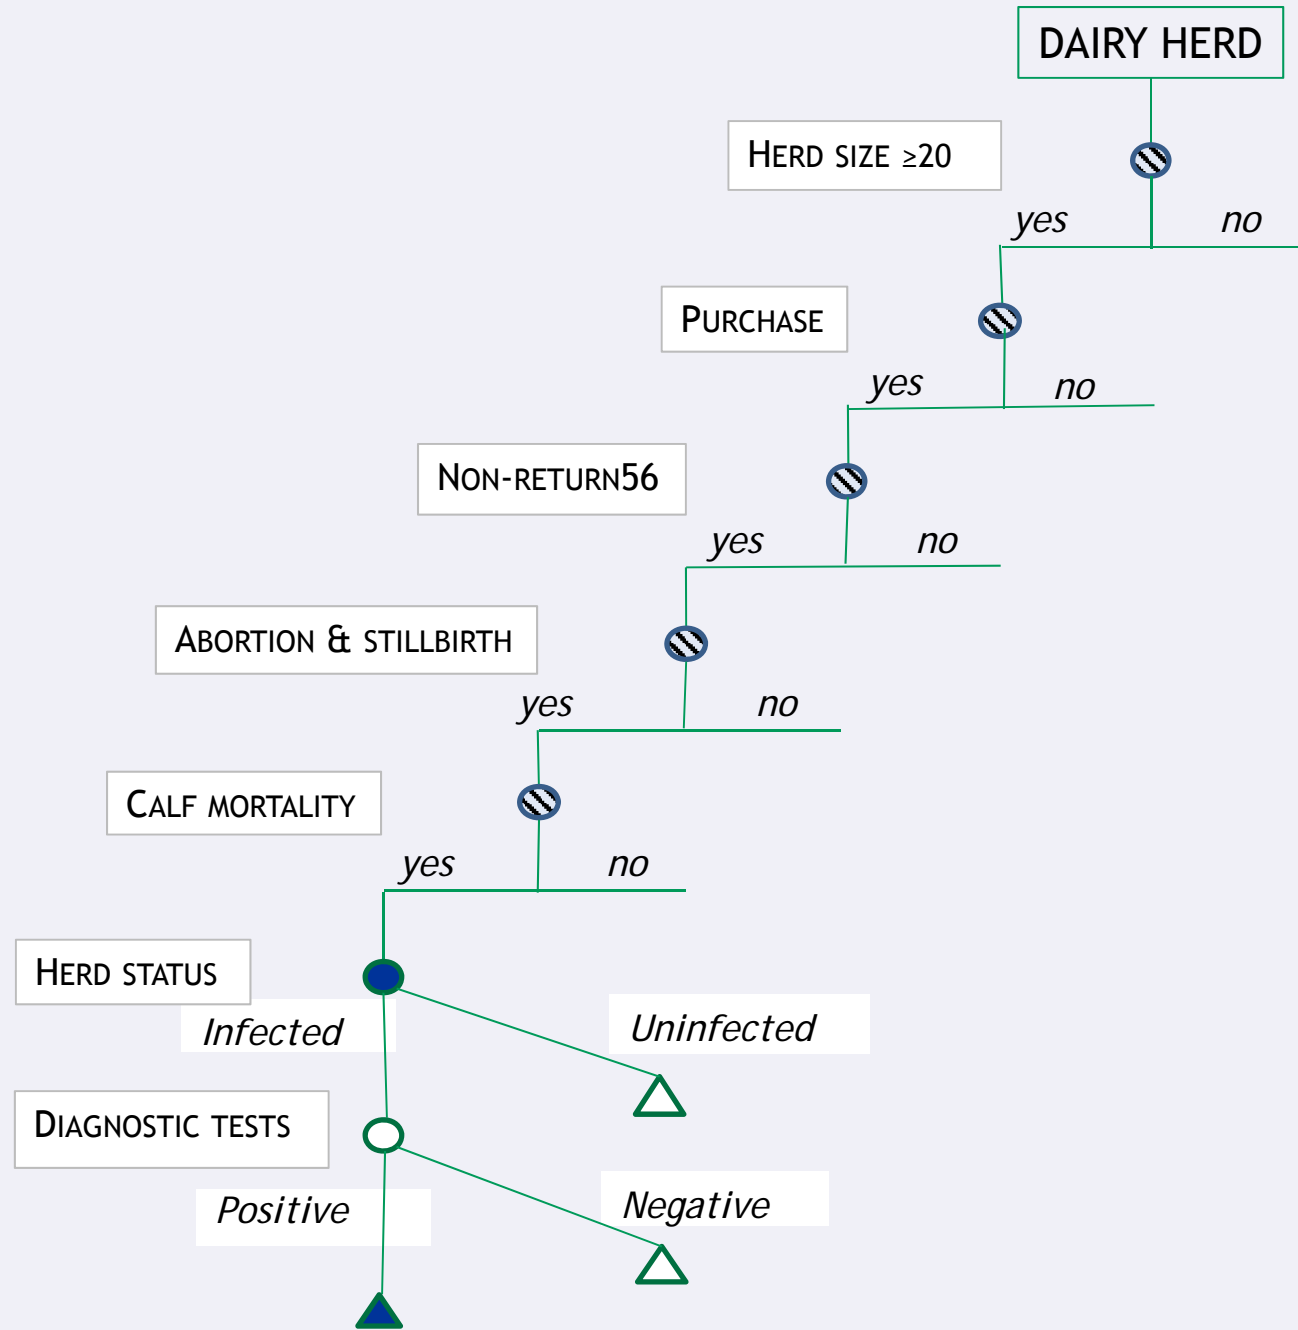 DAIRY HERD
HERD SIZE ≥20
yes no
PURCHASE
yes no
NON-RETURN56
yes no
ABORTION & STILLBIRTH
yes no
CALF MORTALITY
yes no
HERD STATUS
Infected Uninfected
DIAGNOSTIC TESTS
Positive Negative